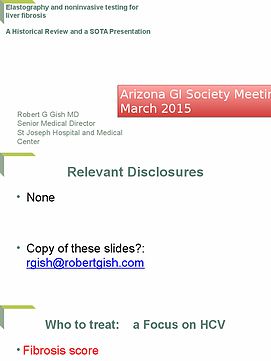 Elastography and noninvasive testing for
liver fibrosis
A Historical Review and a SOTA Presentation
Arizona GI Society Meetin
March 2015
Robert G Gish MD
Senior Medical Director
St Joseph Hospital and Medical
Center
Relevant Disclosures
• None
• Copy of these slides?:
rgish@robertgish.com
Who to treat: a Focus on HCV
• Fibrosis score